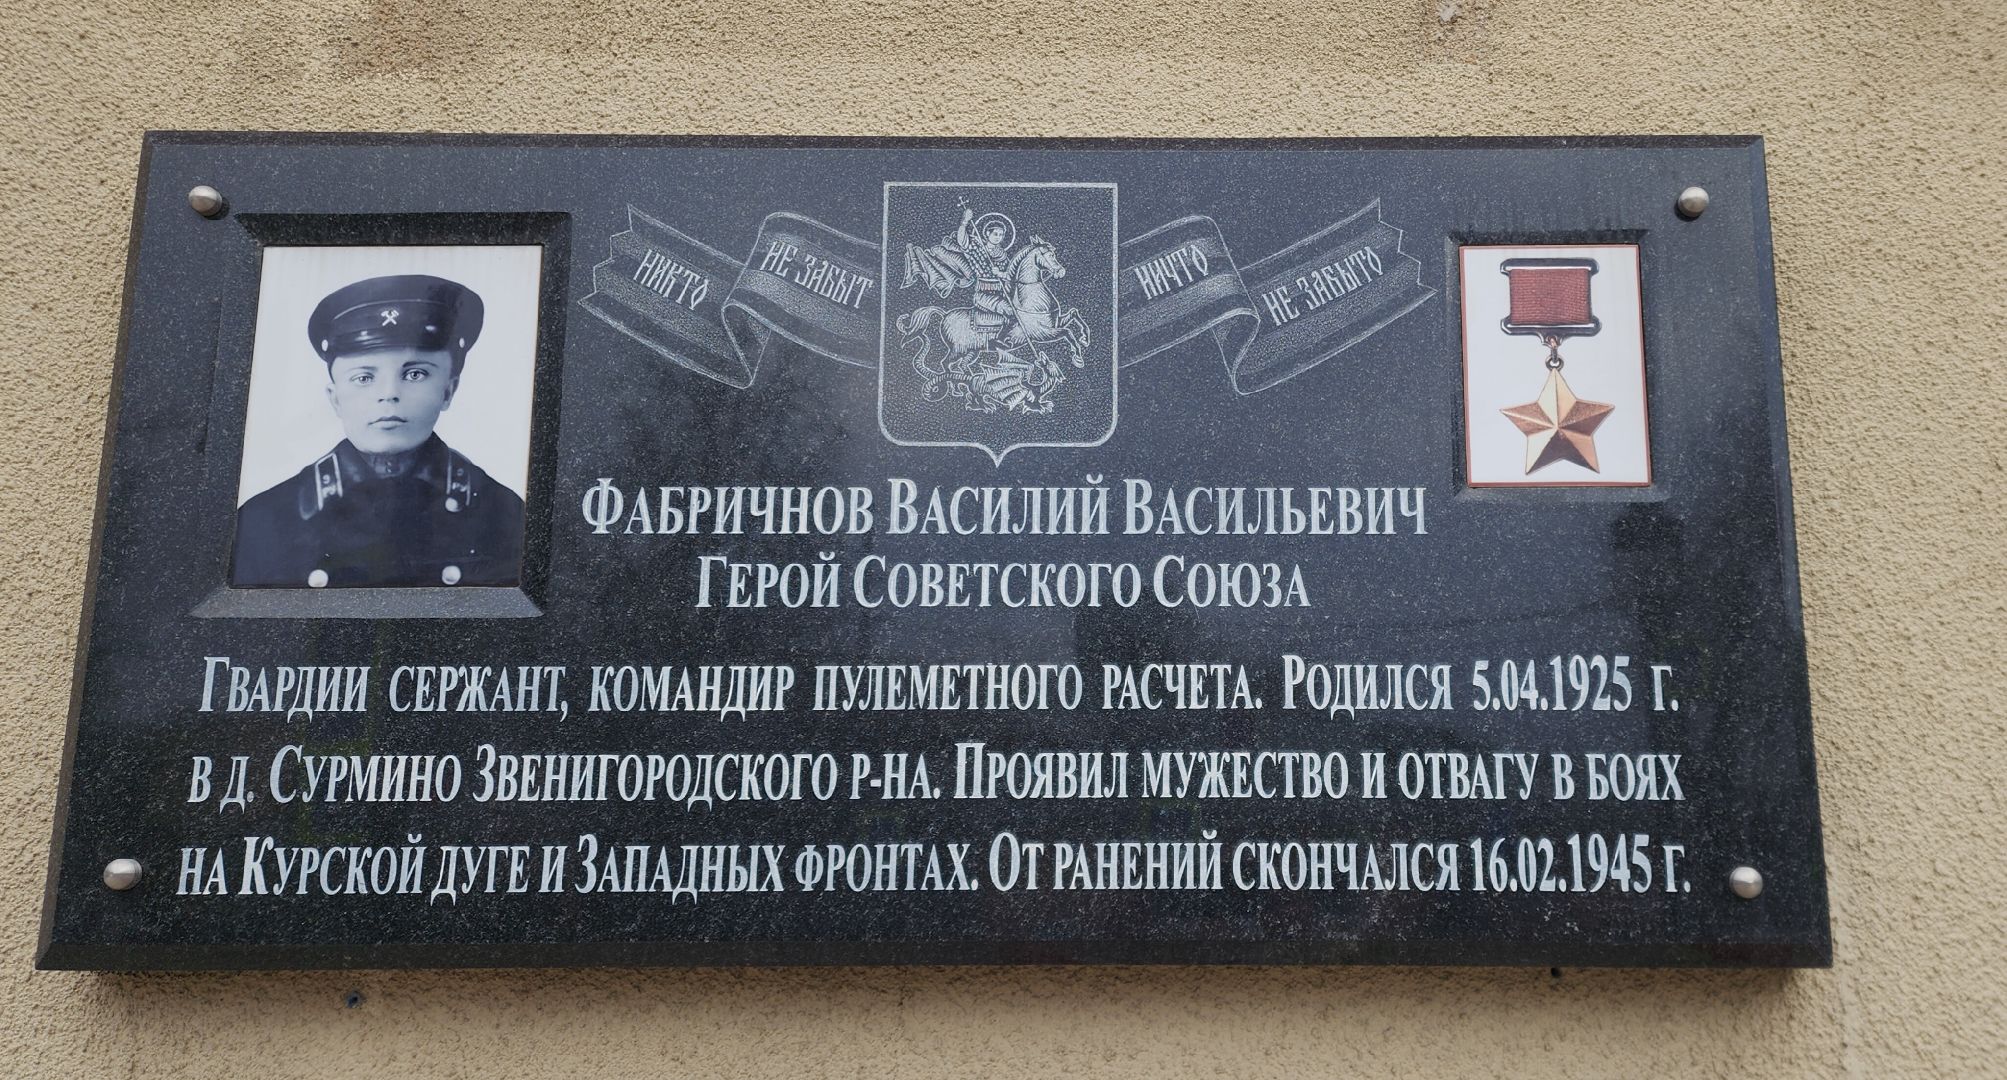 НИКТО НЕ ЗАБЫТ НИЧТО НЕ ЗАБЫТО
ФАБРИЧНОВ ВАСИЛИЙ ВАСИЛЬЕВИЧ
ГЕРОЙ СОВЕТСКОГО СОЮЗА
ГВАРДИИ СЕРЖАНТ, КОМАНДИР ПУЛЕМЕТНОГО РАСЧЕТА. РОДИЛСЯ 5.04.1925 Г.
В Д. СУРМИНО ЗВЕНИГОРОДСКОГО Р-НА. ПРОЯВИЛ МУЖЕСТВО И ОТВАГУ В БОЯХ
НА КУРСКОЙ ДУГЕ И ЗАПАДНЫХ ФРОНТАХ. ОТ РАНЕНИЙ СКОНЧАЛСЯ 16.02.1945 Г.